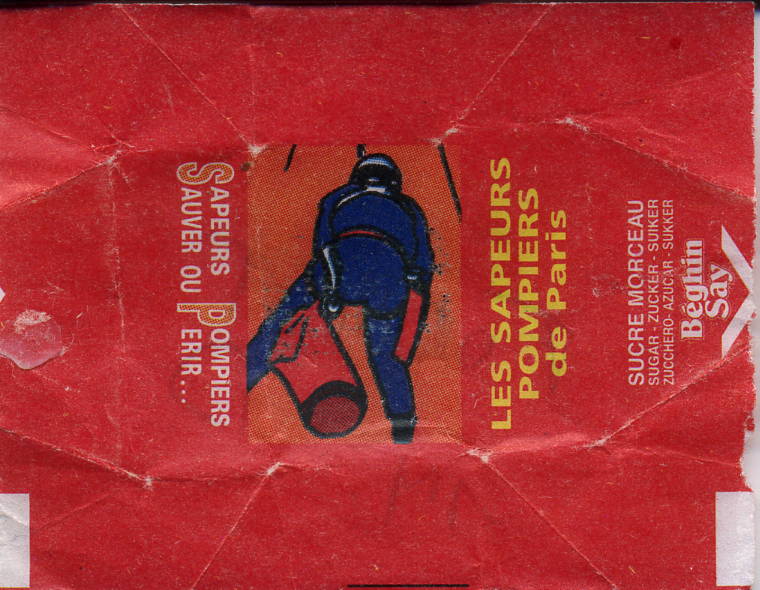 SAPEURS POMPIERS
SAUVER OU PERIR...
LES SAPEURS
POMPIERS
de Paris
SUCRE MORCEAU
SUGAR - ZUCKER - SUIKER
ZUCCHERO - AZUCAR - SUKKER
Béghin
Say